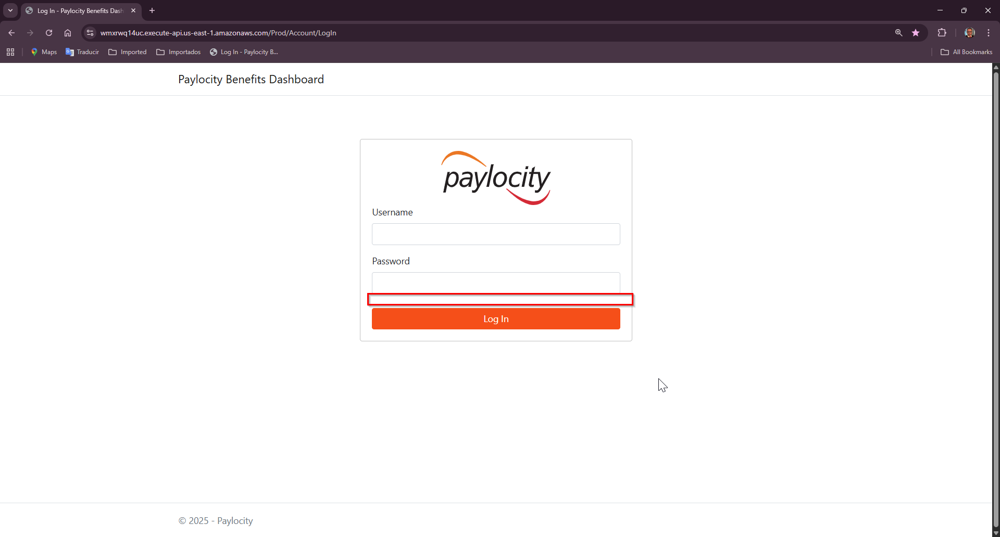 Log In - Paylocity Benefits Dash
wmxrwq14uc.execute-api.us-east-1.amazonaws.com/Prod/Account/LogIn
Maps
Traducir
Imported
Importados
Log In - Paylocity B...
All Bookmarks
Paylocity Benefits Dashboard
paylocity
Username
Password
Log In
© 2025 - Paylocity